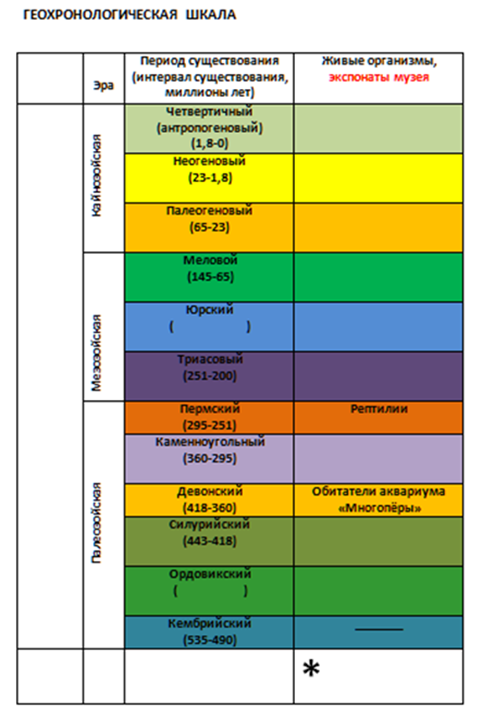 ГЕОХРОНОЛОГИЧЕСКАЯ ШКАЛА
Эра
Период существования
(интервал существования,
миллионы лет)
Живые организмы,
экспонаты музея
Кайнозойская
Четвертичный
(антропогеновый)
(1,8-0)
Неогеновый
(23-1,8)
Палеогеновый
(65-23)
Мезозойская
Меловой
(145-65)
Юрский
( )
Триасовый
(251-200)
Палеозойская
Пермский
(295-251)
Рептилии
Каменноугольный
(360-295)
Девонский
(418-360)
Обитатели аквариума
«Многопёры»
Силурийский
(443-418)
Ордовикский
( )
Кембрийский
(535-490)
______
*